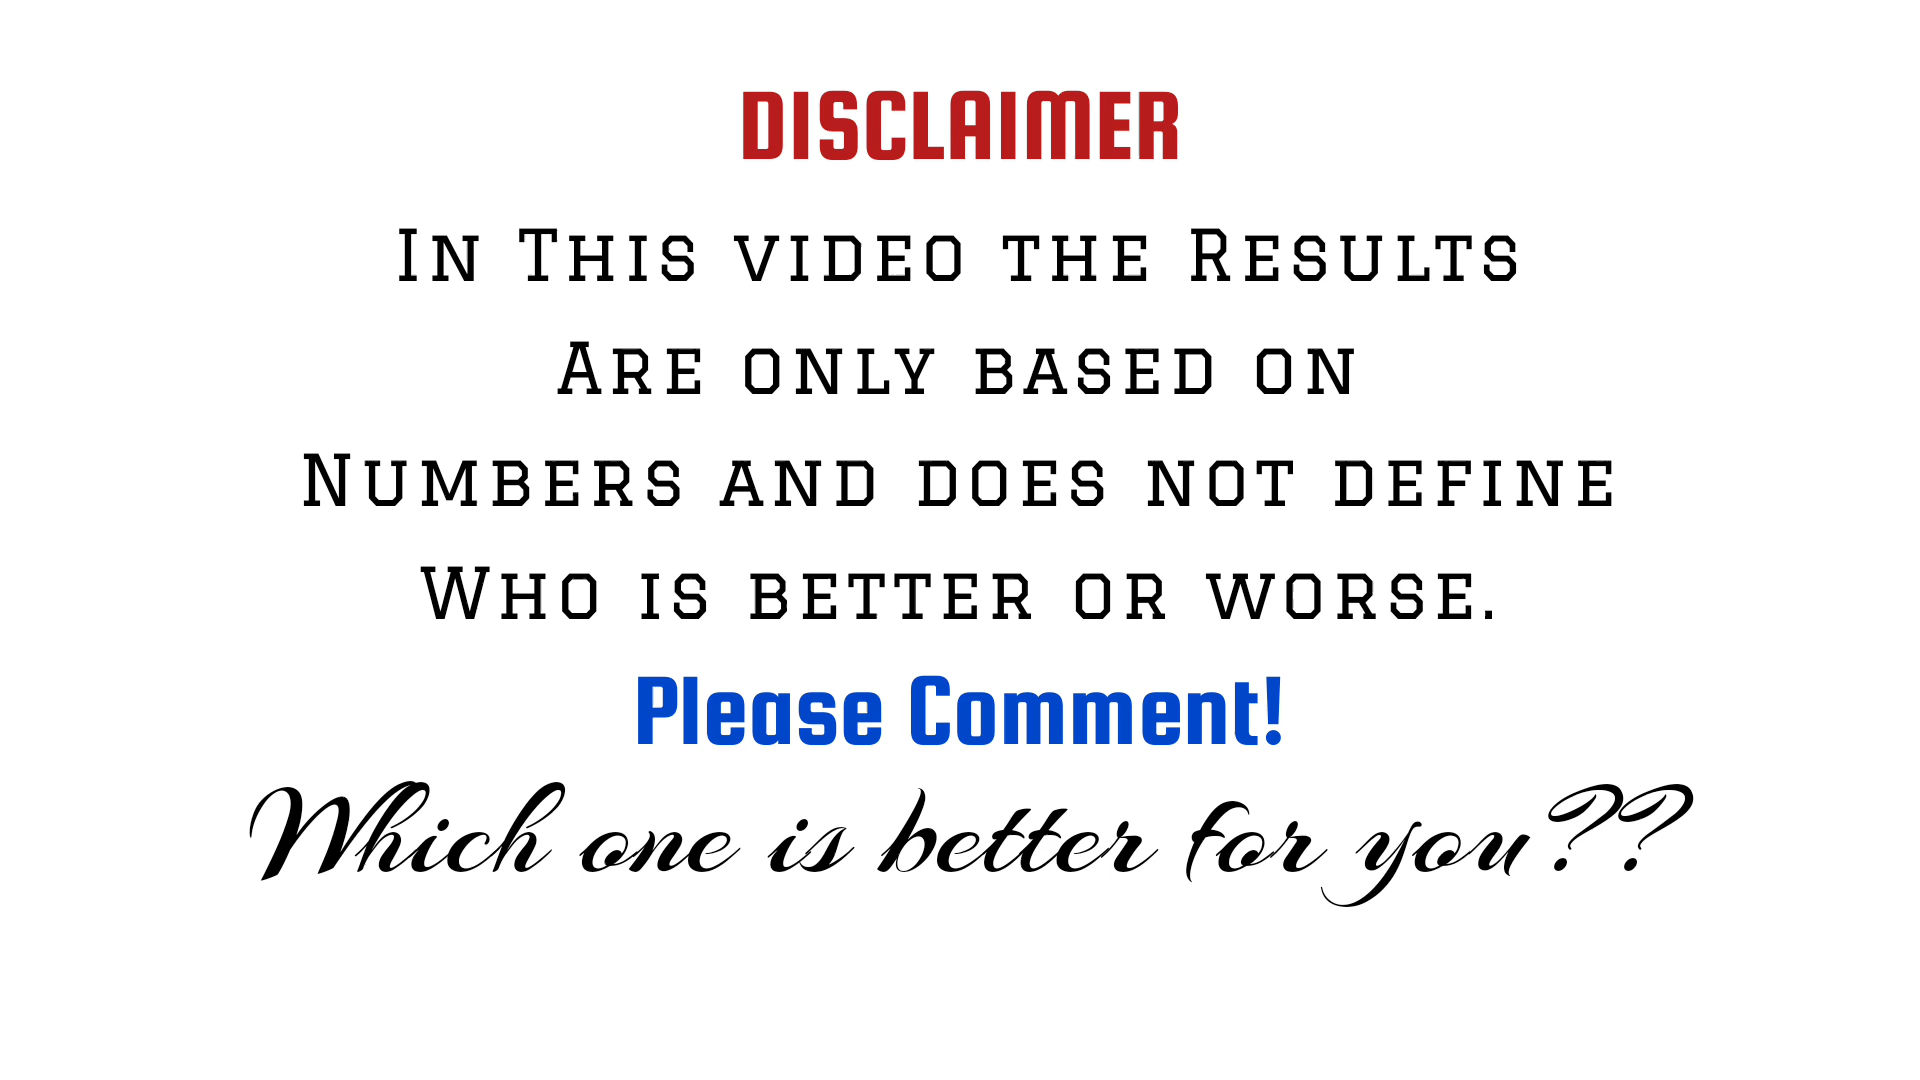 DISCLAIMER
In This video the Results
Are only based on
Numbers and does not define
Who is better or worse.
Please Comment!
Which one is better for you??